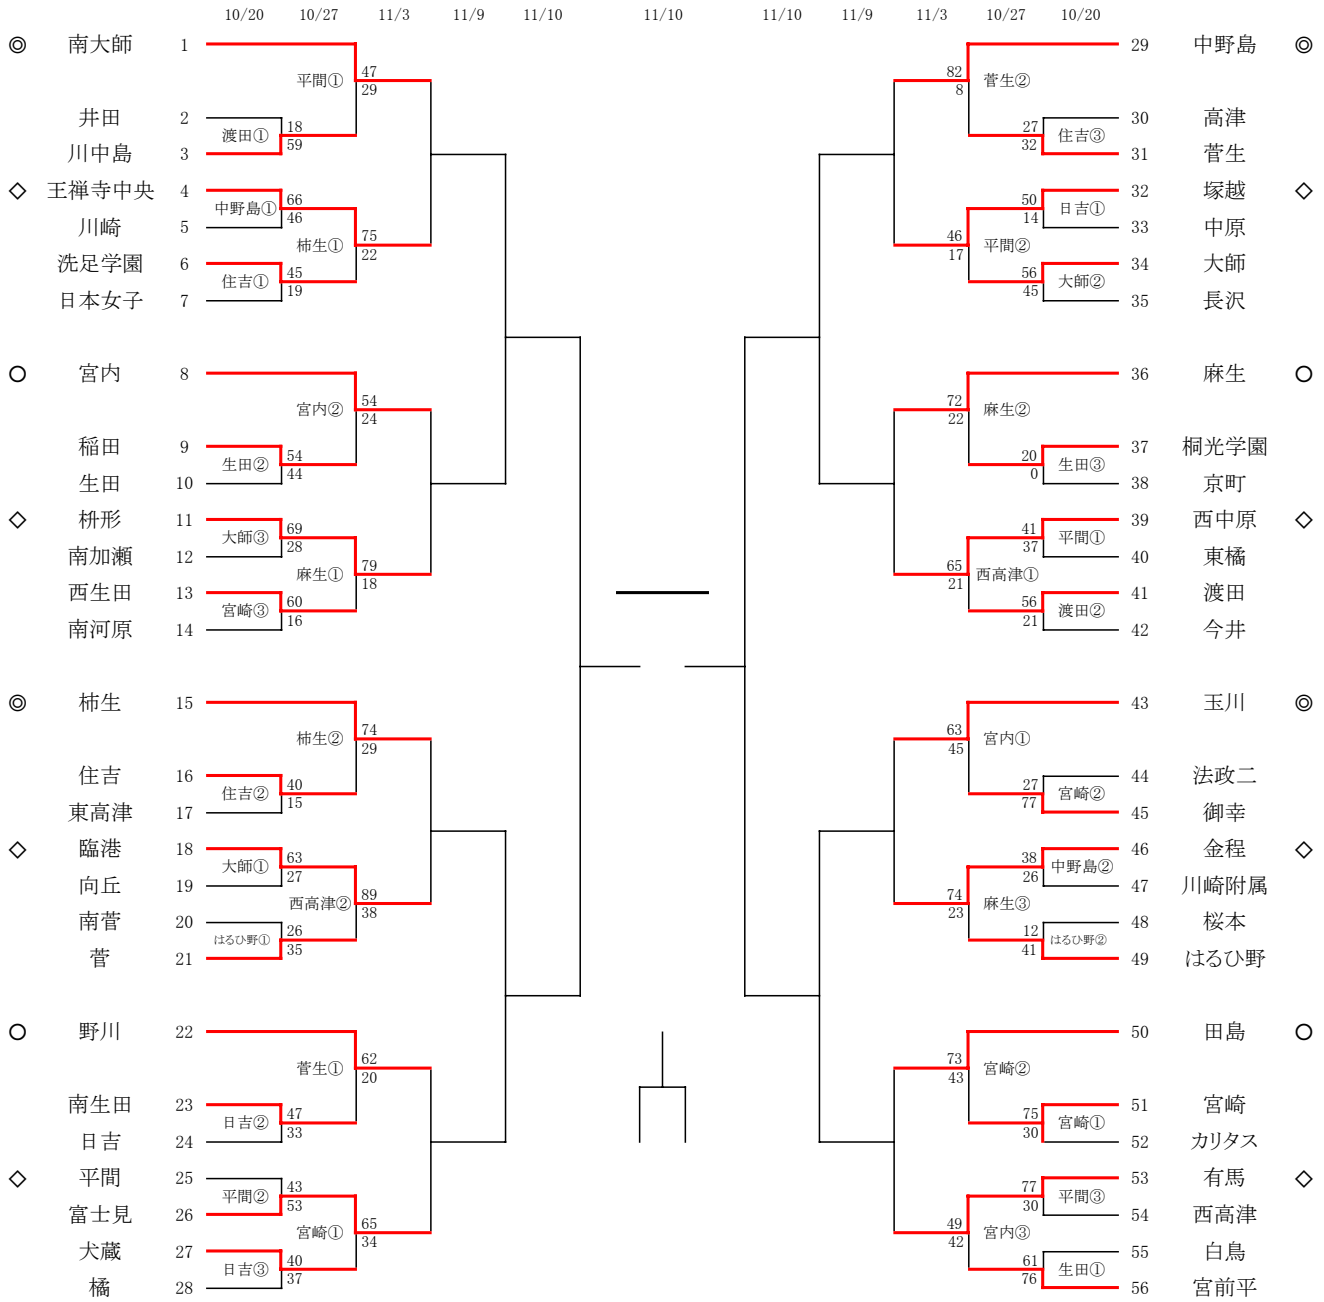 10/20 10/27 11/3 11/9 11/10 11/10 11/10 11/9 11/3 10/27 10/20
◎ 南大師 1
平間① 47 29
井田 2
渡田① 18 59
川中島 3
◇ 王禅寺中央 4
中野島① 66 46
川崎 5
柿生① 75 22
洗足学園 6
住吉① 45 19
日本女子 7
○ 宮内 8
宮内② 54 24
稲田 9
生田② 54 44
生田 10
◇ 枡形 11
大師③ 69 28
南加瀬 12
麻生① 79 18
西生田 13
宮崎③ 60 16
南河原 14
◎ 柿生 15
柿生② 74 29
住吉 16
住吉② 40 15
東高津 17
◇ 臨港 18
大師① 63 27
向丘 19
西高津② 89 38
南菅 20
はるひ野① 26 35
菅 21
○ 野川 22
菅生① 62 20
南生田 23
日吉② 47 33
日吉 24
◇ 平間 25
平間② 43 53
富士見 26
宮崎① 65 34
犬蔵 27
日吉③ 40 37
橘 28
29 中野島 ◎
82 8 菅生②
30 高津
27 32 住吉③
31 菅生
32 塚越 ◇
50 14 日吉①
33 中原
46 17 平間②
34 大師
56 45 大師②
35 長沢
36 麻生 ○
72 22 麻生②
37 桐光学園
20 0 生田③
38 京町
39 西中原 ◇
41 37 平間①
40 東橘
65 21 西高津①
41 渡田
56 21 渡田②
42 今井
43 玉川 ◎
63 45 宮内①
44 法政二
27 77 宮崎②
45 御幸
46 金程 ◇
38 26 中野島②
47 川崎附属
74 23 麻生③
48 桜本
12 41 はるひ野②
49 はるひ野
50 田島 ○
73 43 宮崎②
51 宮崎
75 30 宮崎①
52 カリタス
53 有馬 ◇
77 30 平間③
54 西高津
49 42 宮内③
55 白鳥
61 76 生田①
56 宮前平